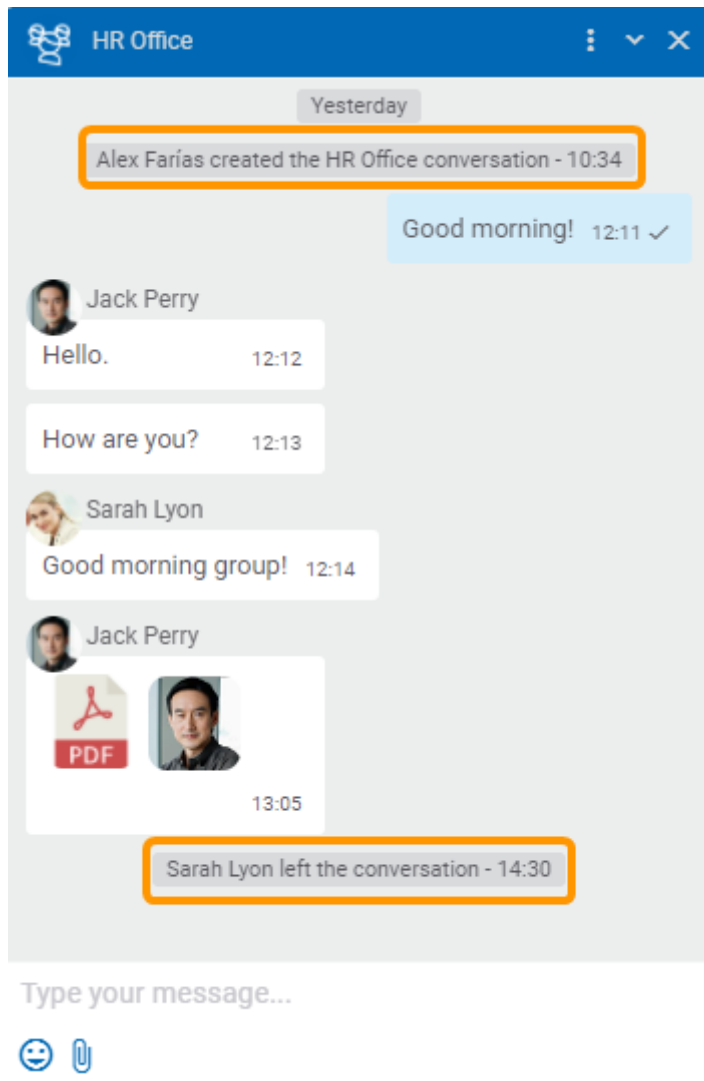 HR Office
Yesterday
Alex Farías created the HR Office conversation - 10:34
Good morning! 12:11
Jack Perry
Hello. 12:12
How are you? 12:13
Sarah Lyon
Good morning group! 12:14
Jack Perry
PDF
13:05
Sarah Lyon left the conversation - 14:30
Type your message...